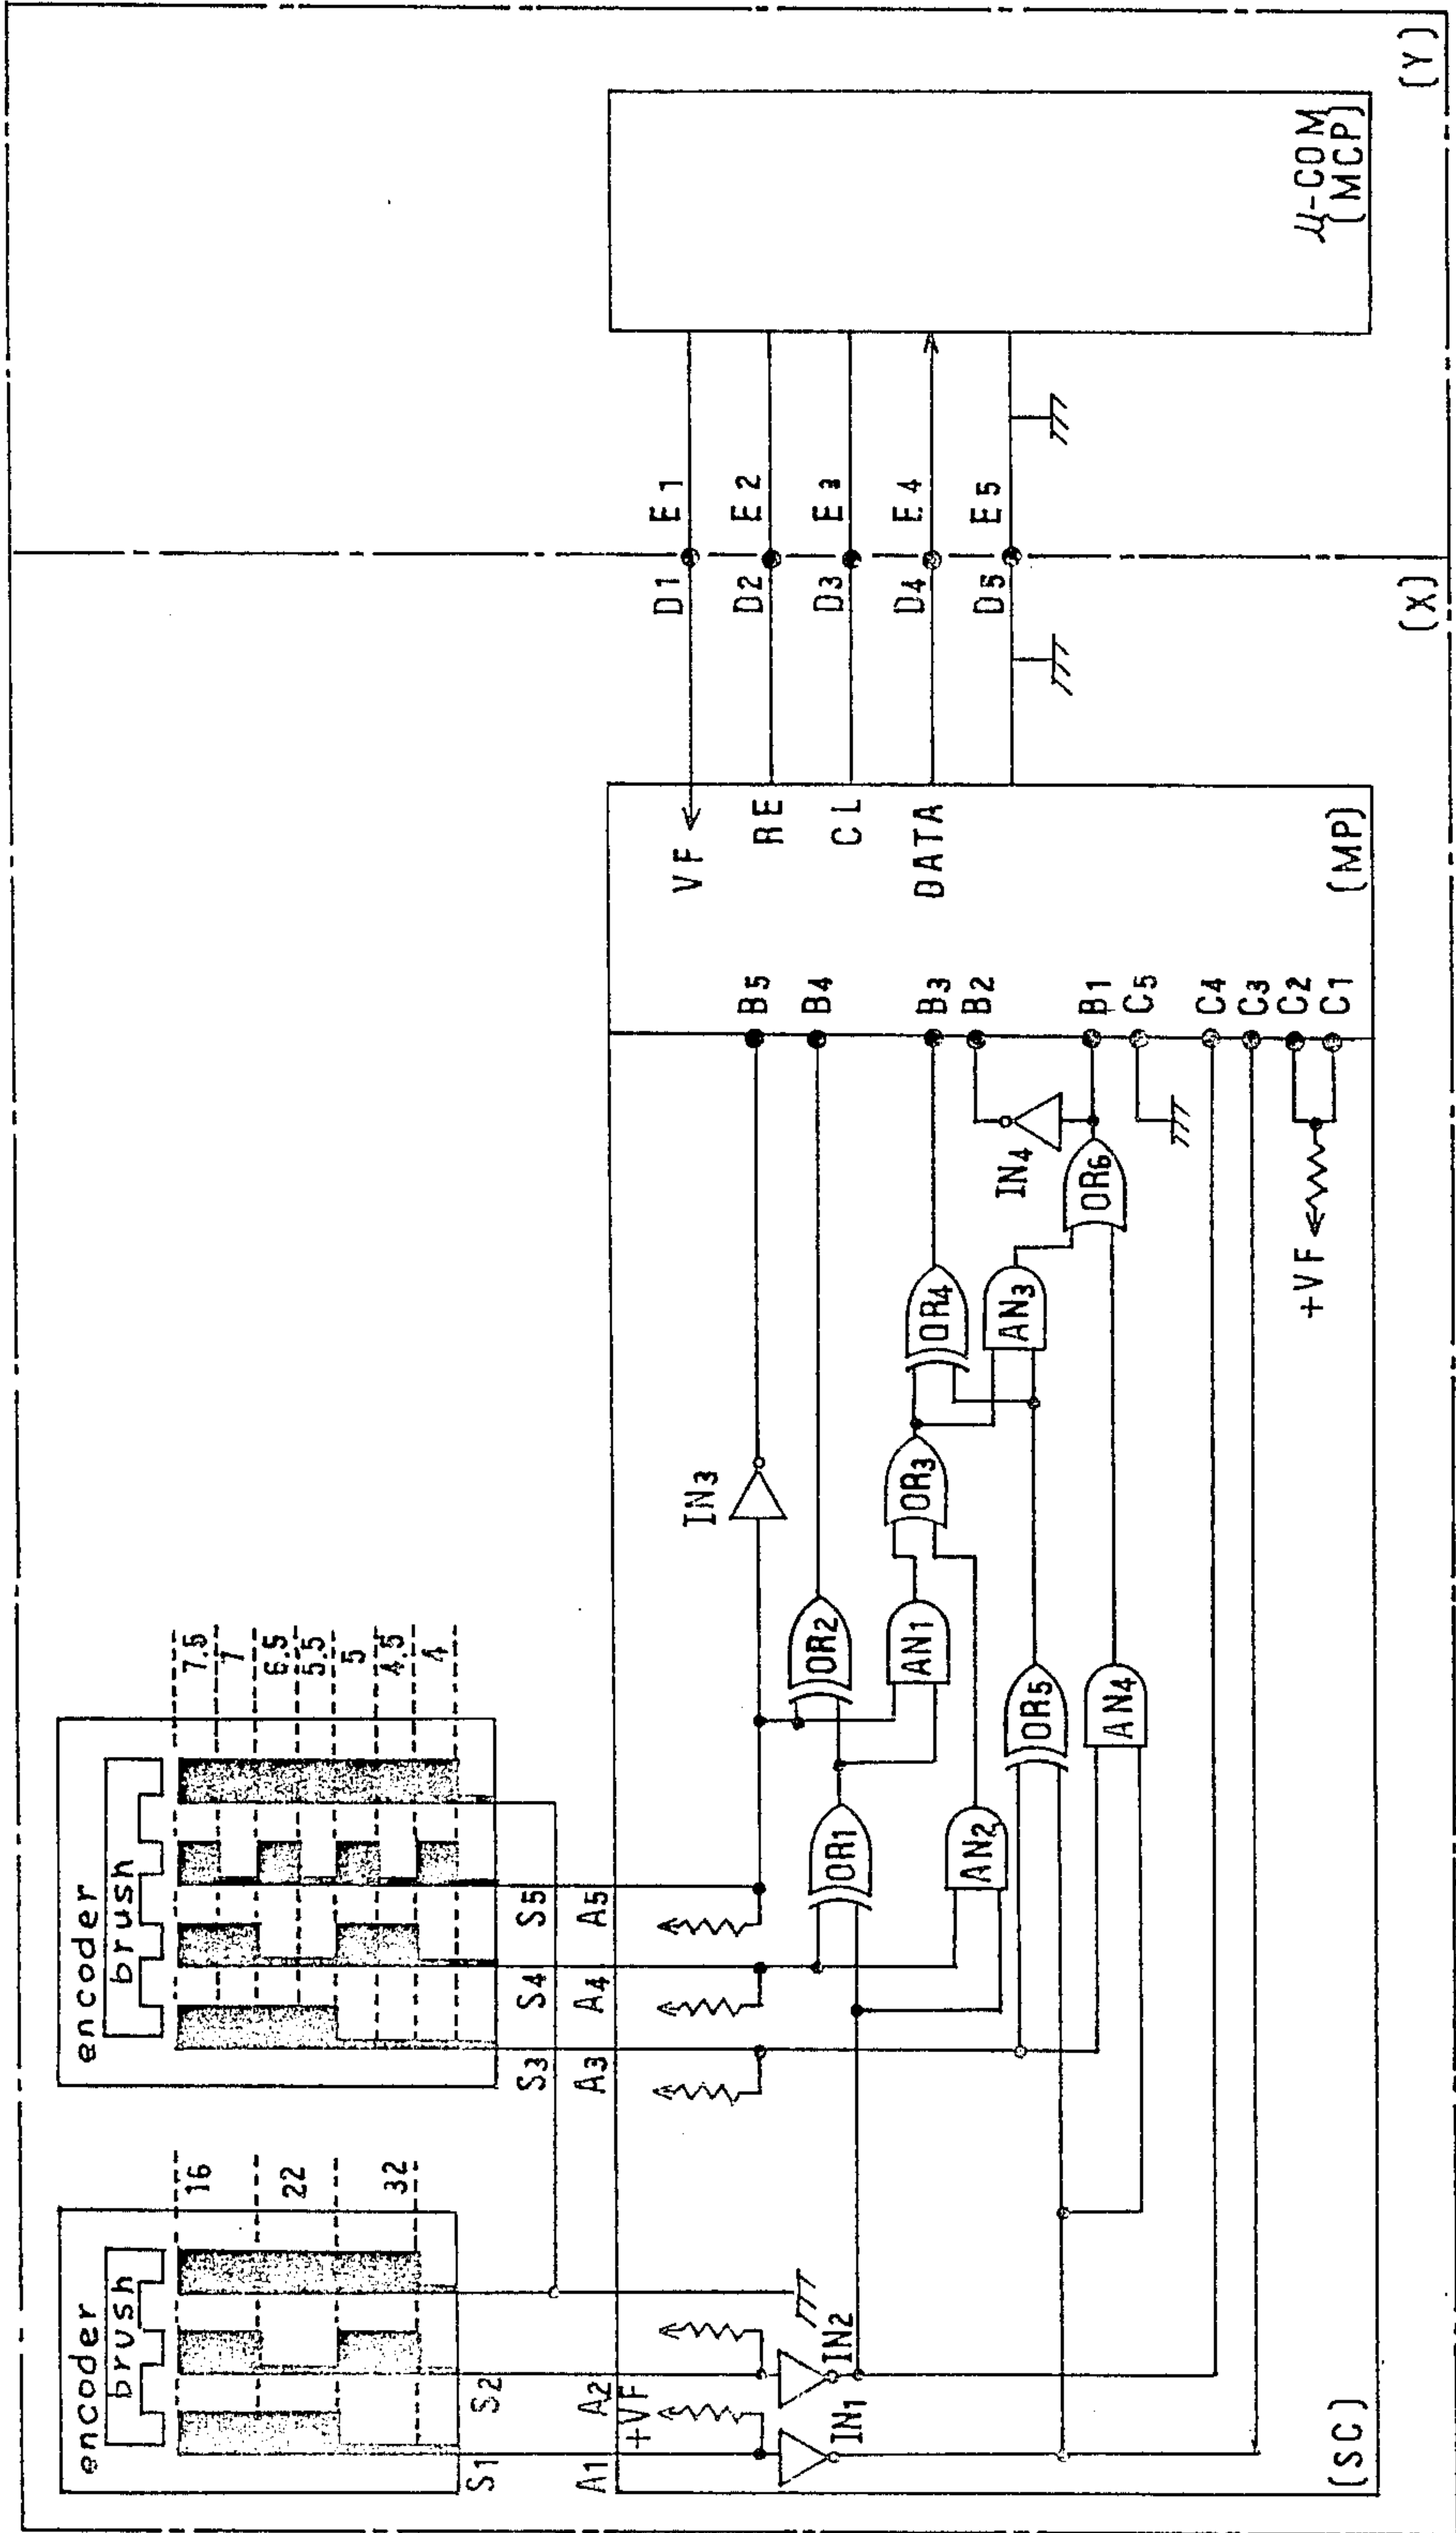 encoder
brush
16
22
32
S1
S2
encoder
brush
7.5
7
6.5
5.5
5
4.5
4
S3
S4
S5
A1
A2
+VF
A3
A4
A5
IN1
IN2
IN3
OR1
OR2
AN1
AN2
OR3
OR5
AN4
OR4
AN3
OR6
IN4
+VF
B5
B4
B3
B2
B1
C5
C4
C3
C2
C1
(SC)
VF
RE
CL
DATA
(MP)
D1
D2
D3
D4
D5
(X)
E1
E2
E3
E4
E5
μ-COM
(MCP)
(Y)